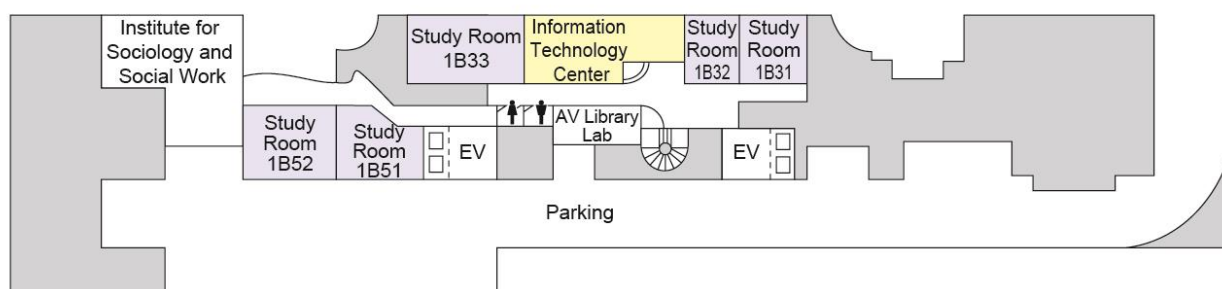 Institute for
Sociology and
Social Work
Study Room
1B33
Information
Technology
Center
Study
Room
1B32
Study
Room
1B31
Study
Room
1B52
Study
Room
1B51
EV
AV Library
Lab
EV
Parking